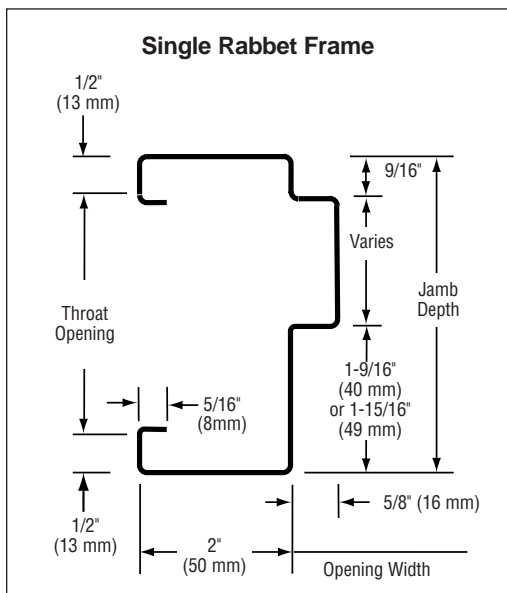 Single Rabbet Frame
1/2"
(13 mm)
9/16"
Varies
Jamb
Depth
Throat
Opening
1-9/16"
(40 mm)
or 1-15/16"
(49 mm)
5/16"
(8mm)
5/8" (16 mm)
1/2"
(13 mm)
2"
(50 mm)
Opening Width